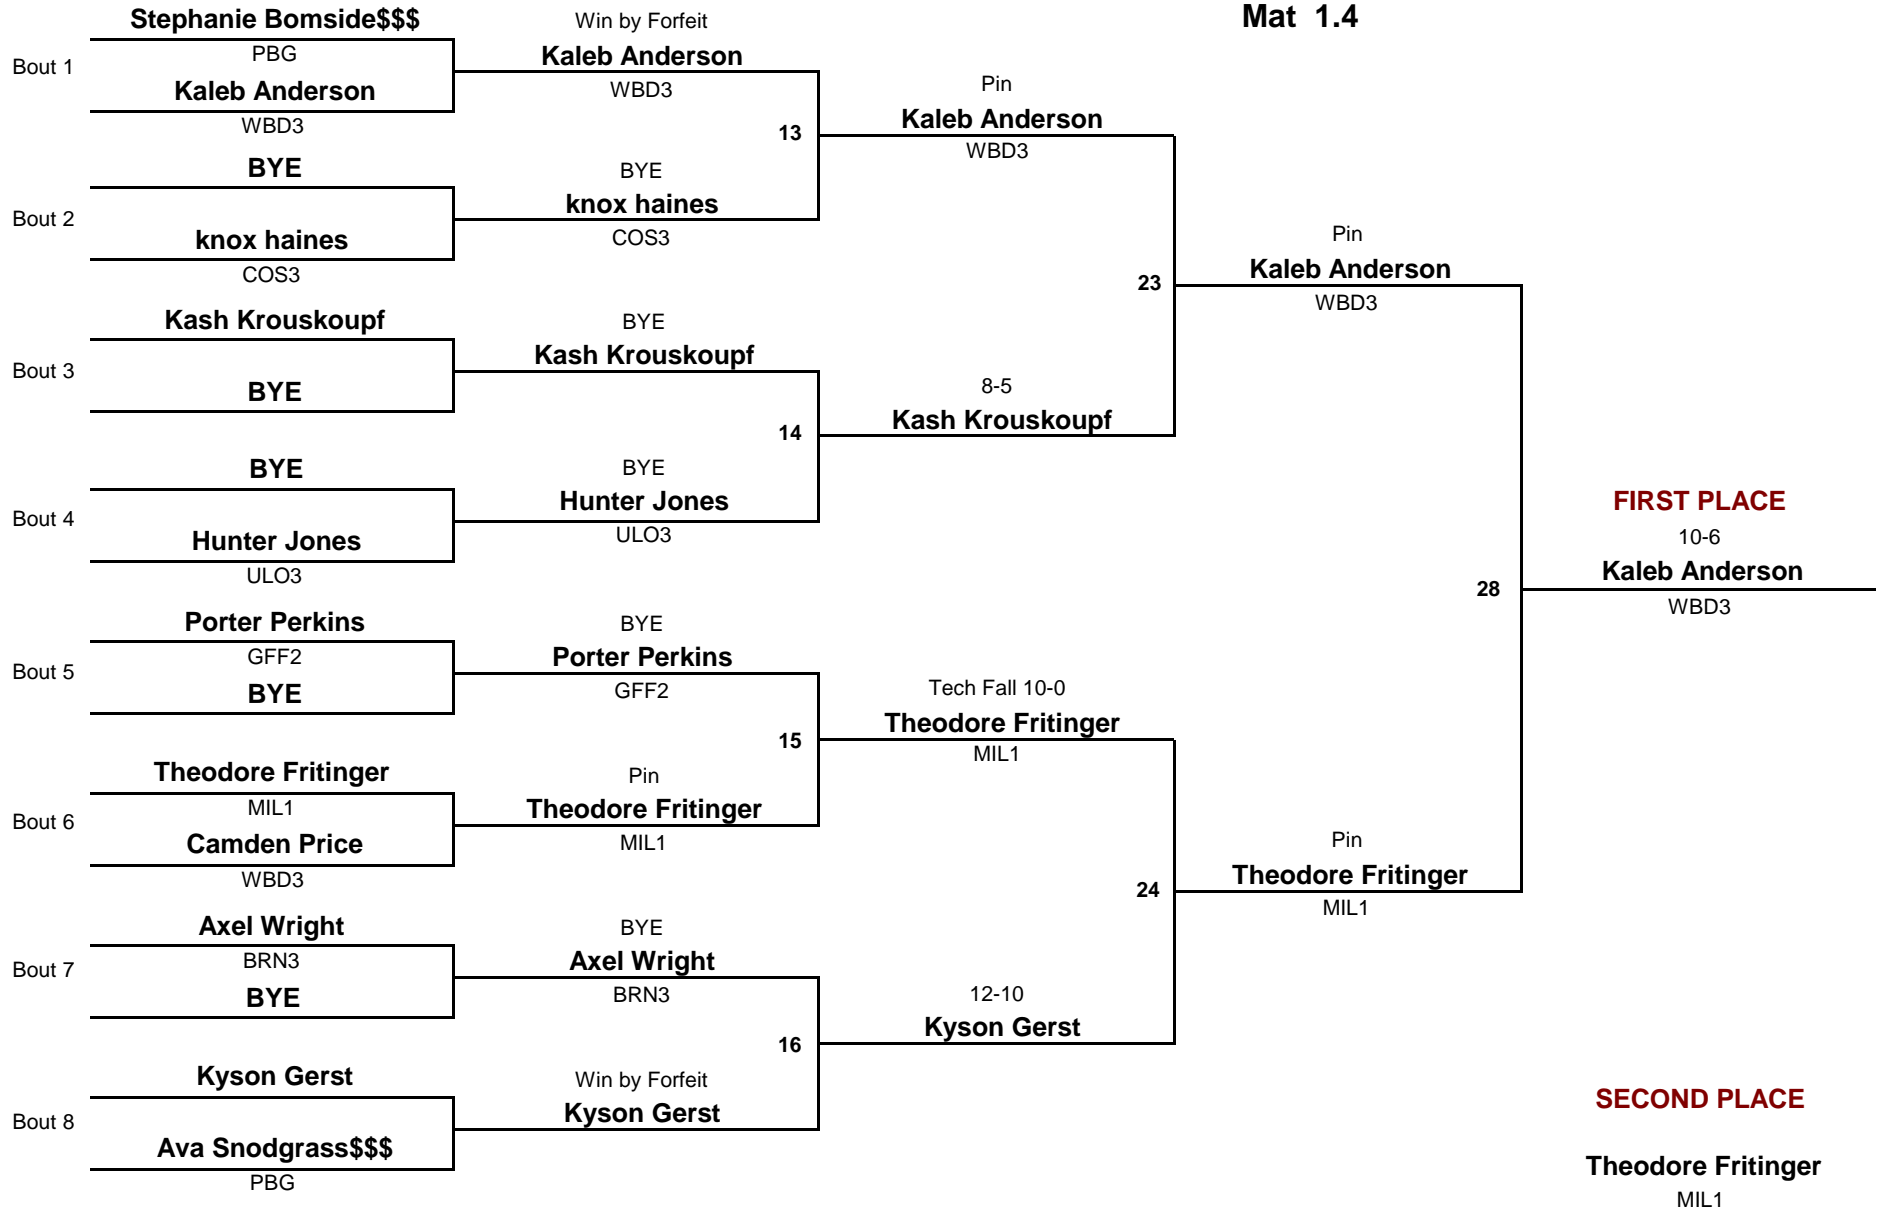 Mat 1.4
Stephanie Bomside$$$
Bout 1
PBG
Kaleb Anderson
WBD3
BYE
Bout 2
knox haines
COS3
Kash Krouskoupf
Bout 3
BYE
BYE
Bout 4
Hunter Jones
ULO3
Porter Perkins
Bout 5
GFF2
BYE
Theodore Fritinger
Bout 6
MIL1
Camden Price
WBD3
Axel Wright
Bout 7
BRN3
BYE
Kyson Gerst
Bout 8
Ava Snodgrass$$$
PBG
Win by Forfeit
Kaleb Anderson
WBD3
13
BYE
knox haines
COS3
BYE
Kash Krouskoupf
14
BYE
Hunter Jones
ULO3
BYE
Porter Perkins
GFF2
15
Pin
Theodore Fritinger
MIL1
BYE
Axel Wright
BRN3
16
Win by Forfeit
Kyson Gerst
Pin
Kaleb Anderson
WBD3
23
8-5
Kash Krouskoupf
Tech Fall 10-0
Theodore Fritinger
MIL1
24
12-10
Kyson Gerst
Pin
Kaleb Anderson
WBD3
28
Pin
Theodore Fritinger
MIL1
FIRST PLACE
10-6
Kaleb Anderson
WBD3
SECOND PLACE
Theodore Fritinger
MIL1